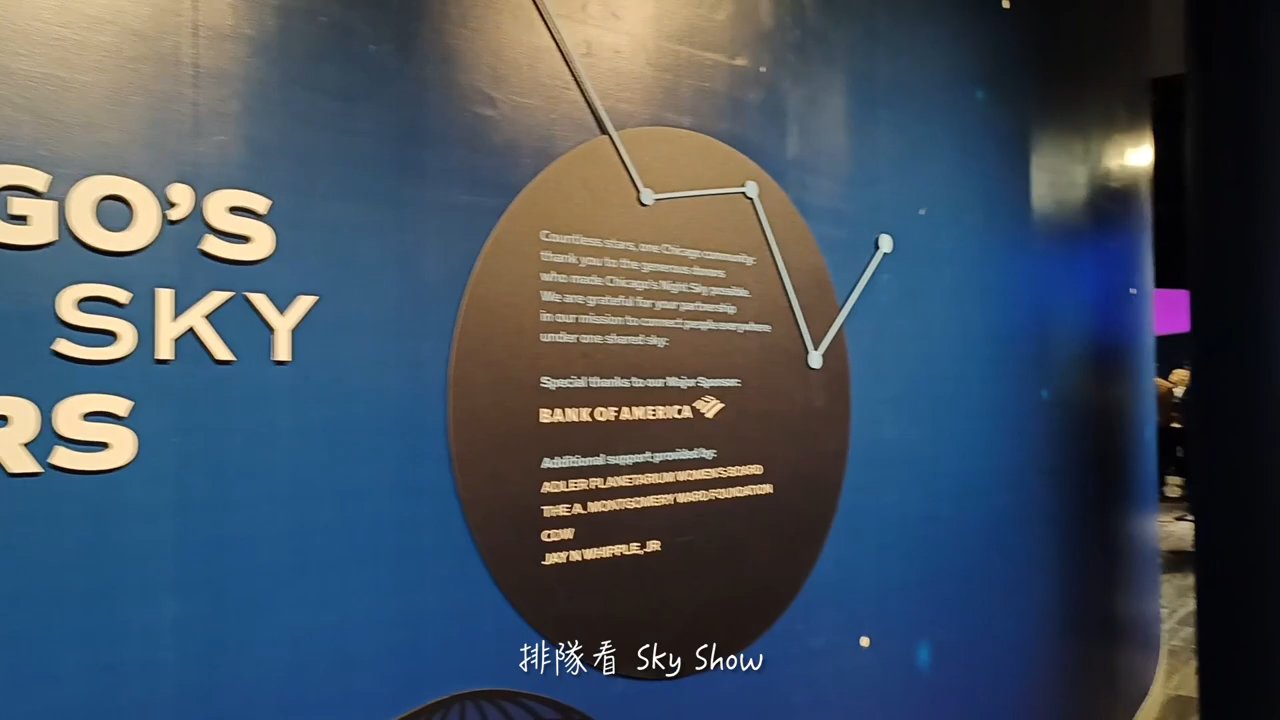 GO'S
SKY
RS
Countless stars, one Chicago community:
thank you to the generous donors
who made Chicago's Night Sky possible.
We are grateful for your partnership
in our mission to connect people everywhere
under one shared sky.
Special thanks to our Major Sponsor:
BANK OF AMERICA
Additional support provided by:
ADLER PLANETARIUM WOMEN'S BOARD
THE A. MONTGOMERY WARD FOUNDATION
CDW
JAY N WHIPPLE, JR
排隊看 Sky Show